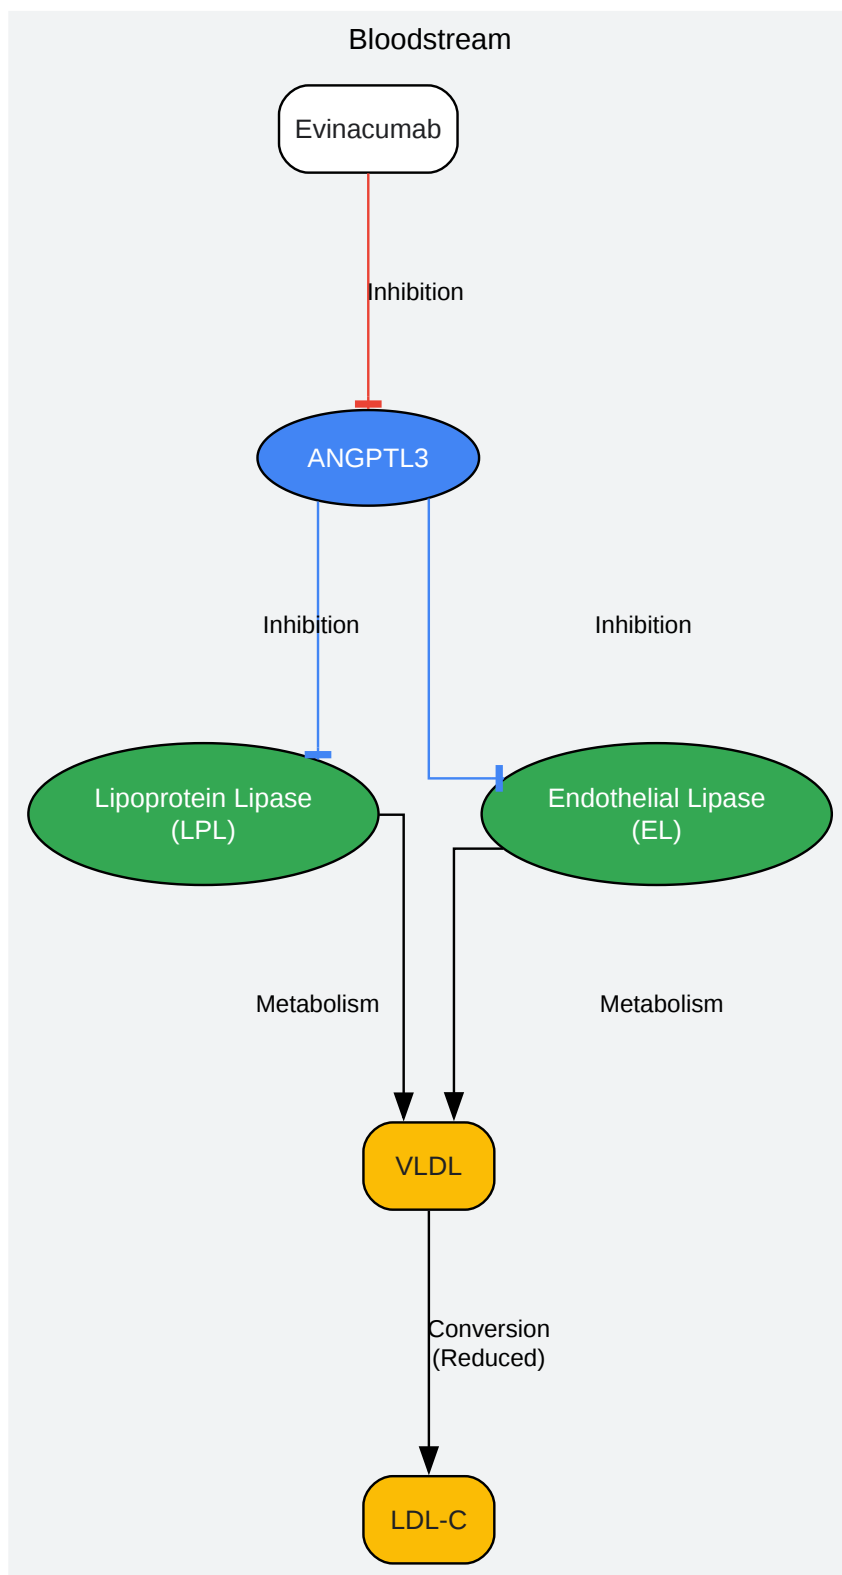 Bloodstream
Evinacumab
Inhibition
ANGPTL3
Inhibition
Inhibition
Lipoprotein Lipase
(LPL)
Endothelial Lipase
(EL)
Metabolism
Metabolism
VLDL
Conversion
(Reduced)
LDL-C